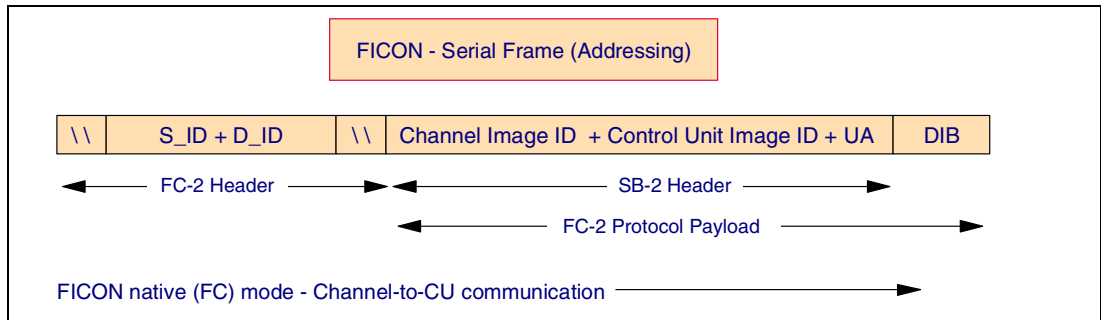 FICON - Serial Frame (Addressing)
\ \ S_ID + D_ID \ \ Channel Image ID + Control Unit Image ID + UA DIB
FC-2 Header SB-2 Header
FC-2 Protocol Payload
FICON native (FC) mode - Channel-to-CU communication